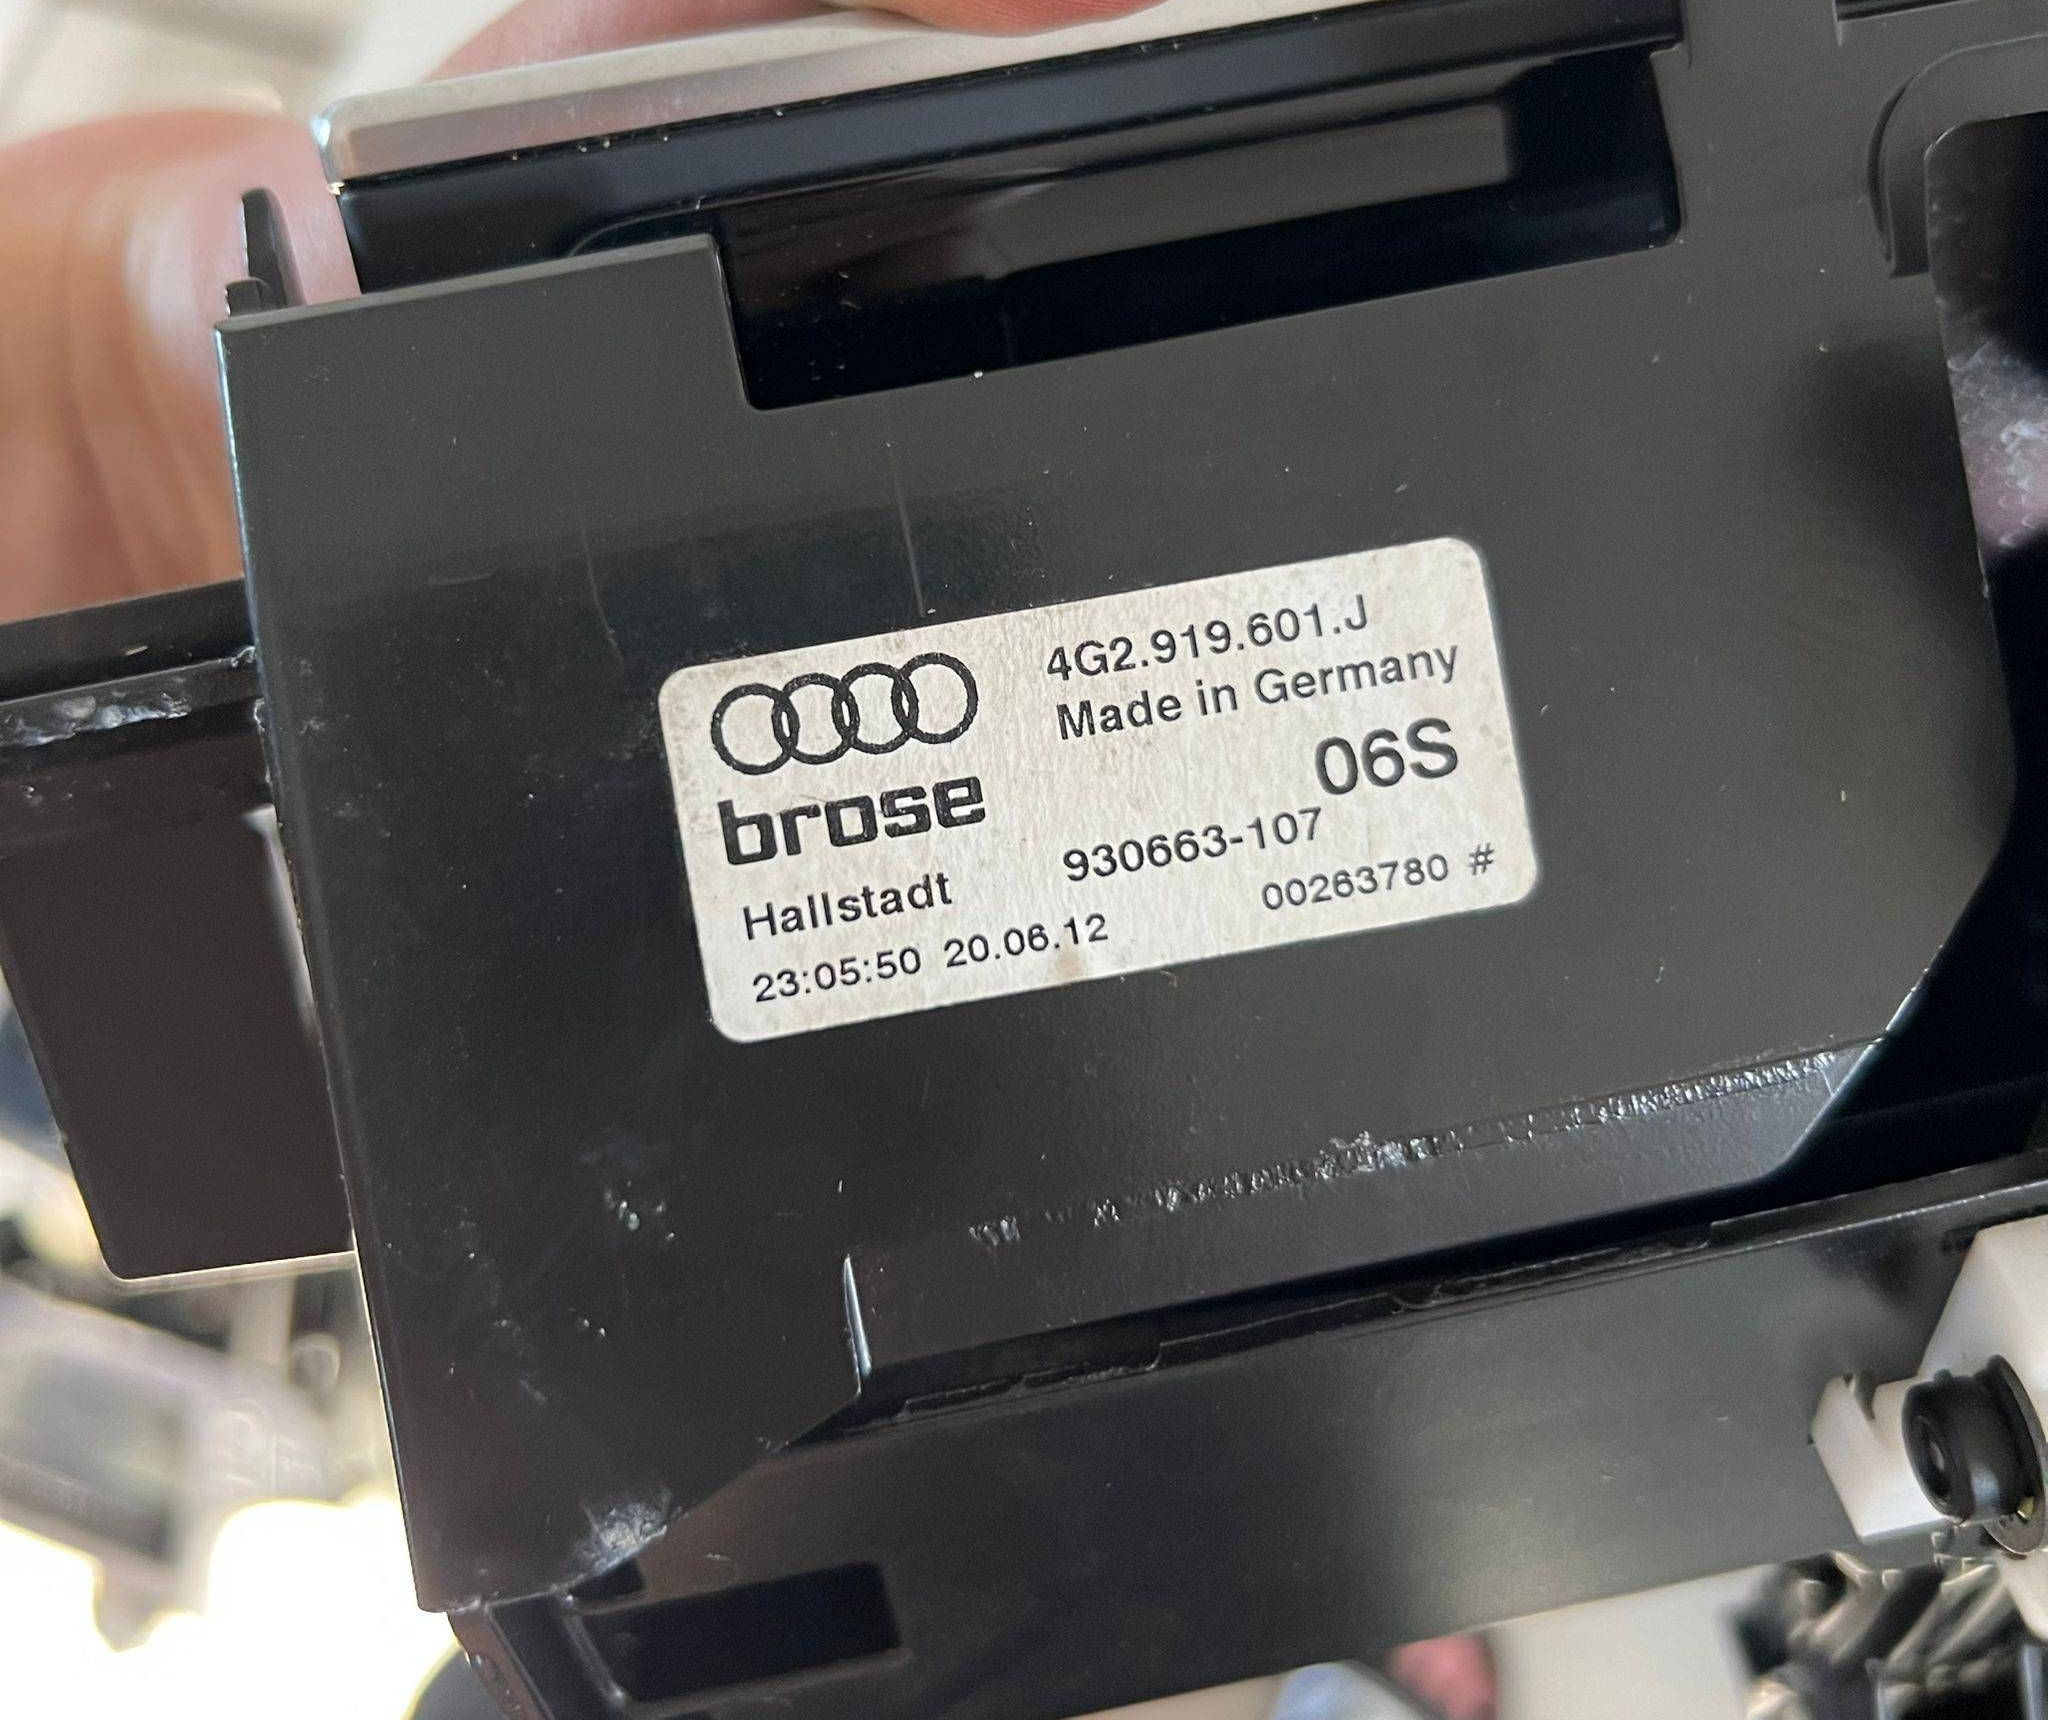 4G2.919.601.J
Made in Germany
06S
brose
930663-107
Hallstadt
00263780 #
23:05:50 20.06.12